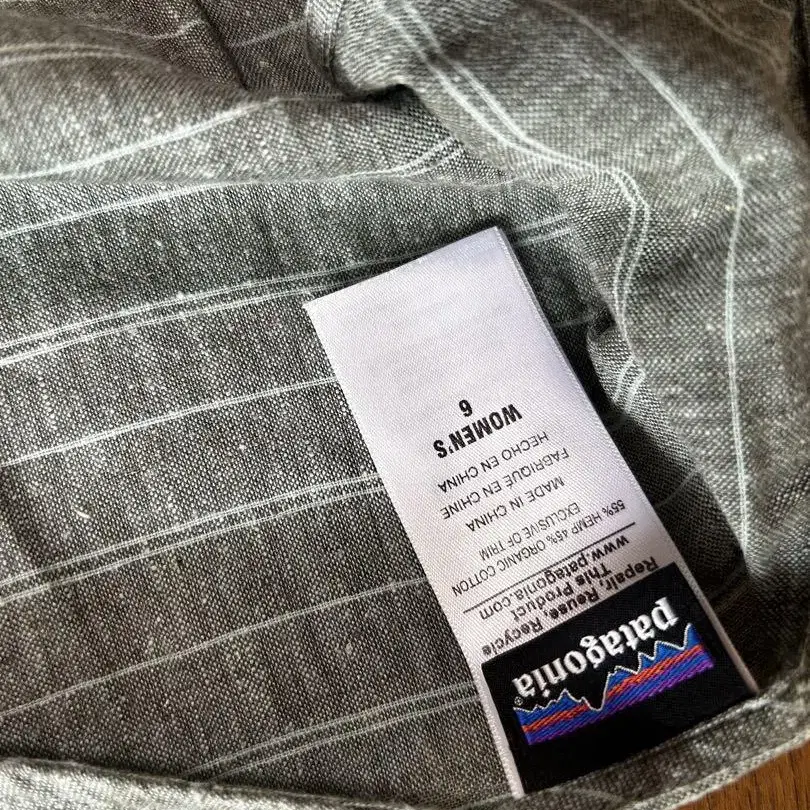 patagonia®
Repair, Reuse, Recycle
This Product
www.patagonia.com
55% HEMP 45% ORGANIC COTTON
EXCLUSIVE OF TRIM
MADE IN CHINA
FABRIQUÉ EN CHINE
HECHO EN CHINA
WOMEN'S
6